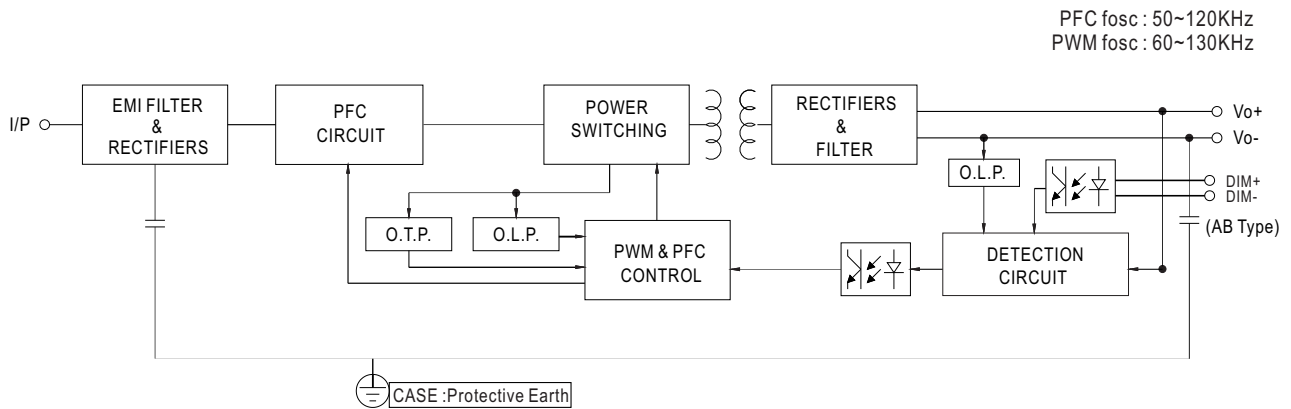 PFC fosc : 50~120KHz
PWM fosc : 60~130KHz
I/P
EMI FILTER
&
RECTIFIERS
PFC
CIRCUIT
POWER
SWITCHING
RECTIFIERS
&
FILTER
Vo+
Vo-
O.L.P.
DIM+
DIM-
(AB Type)
O.T.P.
O.L.P.
PWM & PFC
CONTROL
DETECTION
CIRCUIT
CASE :Protective Earth